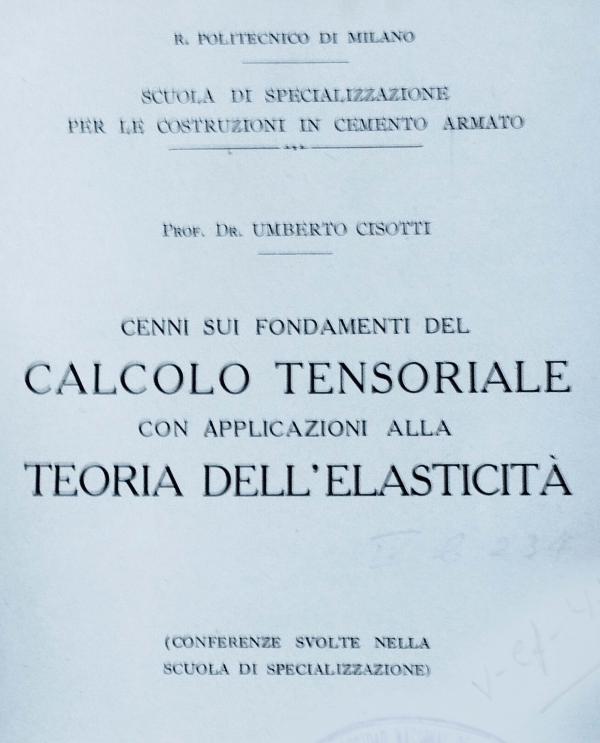 R. POLITECNICO DI MILANO
SCUOLA DI SPECIALIZZAZIONE
PER LE COSTRUZIONI IN CEMENTO ARMATO
PROF. DR. UMBERTO CISOTTI
CENNI SUI FONDAMENTI DEL
CALCOLO TENSORIALE
CON APPLICAZIONI ALLA
TEORIA DELL'ELASTICITÀ
(CONFERENZE SVOLTE NELLA
SCUOLA DI SPECIALIZZAZIONE)